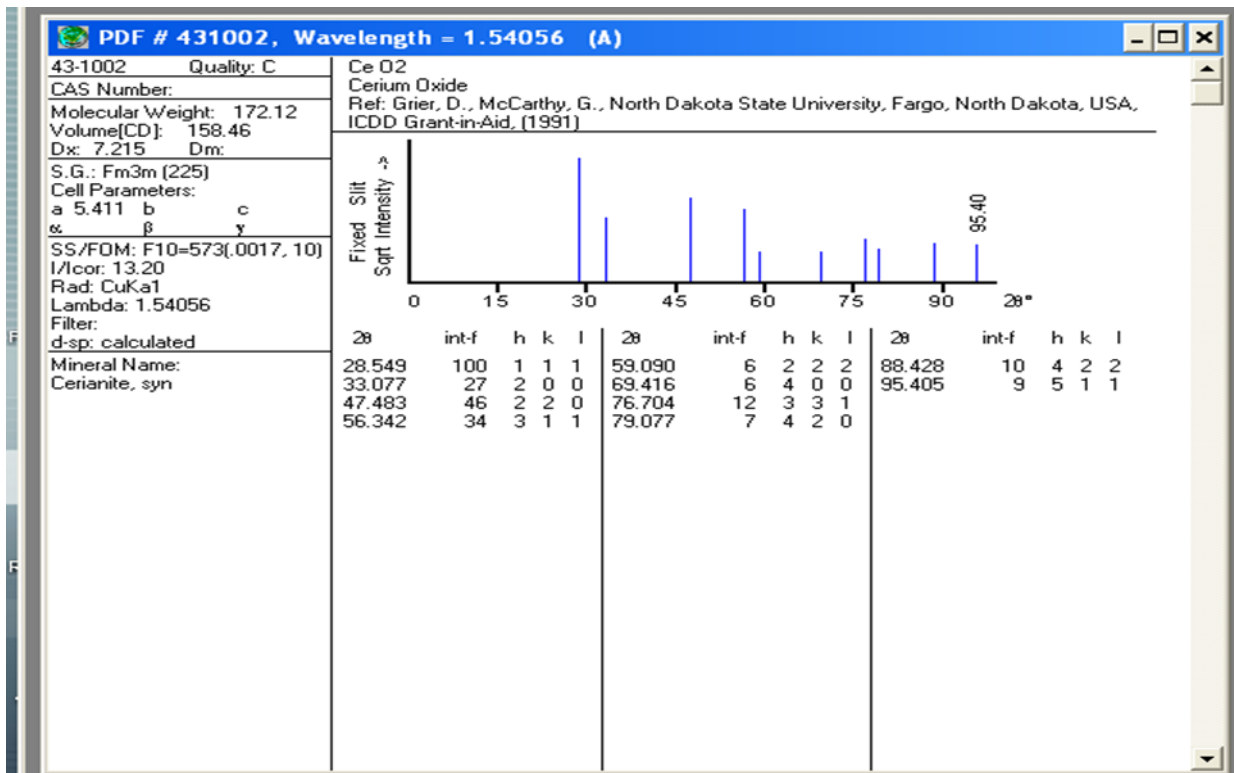 PDF # 431002, Wavelength = 1.54056 (A)
43-1002 Quality: C
CAS Number:
Molecular Weight: 172.12
Volume[CD]: 158.46
Dx: 7.215 Dm:
S.G.: Fm3m (225)
Cell Parameters:
a 5.411 b c
α β γ
SS/FOM: F10=573(.0017, 10)
I/Icor: 13.20
Rad: CuKa1
Lambda: 1.54056
Filter:
d-sp: calculated
Mineral Name:
Cerianite, syn
Ce O2
Cerium Oxide
Ref: Grier, D., McCarthy, G., North Dakota State University, Fargo, North Dakota, USA,
ICDD Grant-in-Aid, (1991)
Fixed Slit
Sqrt Intensity ->
95.40
0 15 30 45 60 75 90 2θ°
2θ int-f h k l 2θ int-f h k l 2θ int-f h k l
28.549 100 1 1 1 59.090 6 2 2 2 88.428 10 4 2 2
33.077 27 2 0 0 69.416 6 4 0 0 95.405 9 5 1 1
47.483 46 2 2 0 76.704 12 3 3 1
56.342 34 3 1 1 79.077 7 4 2 0